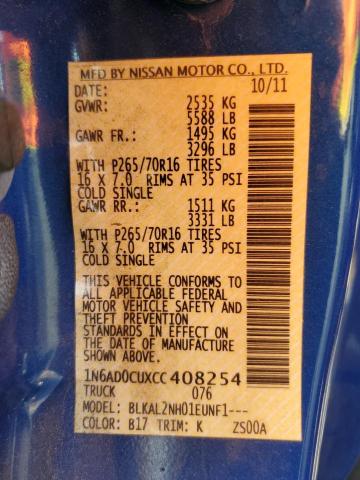 MFD BY NISSAN MOTOR CO., LTD.
DATE: 10/11
GVWR: 2535 KG
5588 LB
GAWR FR.: 1495 KG
3296 LB
WITH P265/70R16 TIRES
16 X 7.0 RIMS AT 35 PSI
COLD SINGLE
GAWR RR.: 1511 KG
3331 LB
WITH P265/70R16 TIRES
16 X 7.0 RIMS AT 35 PSI
COLD SINGLE
THIS VEHICLE CONFORMS TO
ALL APPLICABLE FEDERAL
MOTOR VEHICLE SAFETY AND
AND THEFT PREVENTION
STANDARDS IN EFFECT ON
THE DATE OF MANUFACTURE
SHOWN ABOVE.
1N6AD0CUXCC408254
TRUCK 076
MODEL: BLKAL2NH01EUNF1---
COLOR: B17 TRIM: K ZS00A